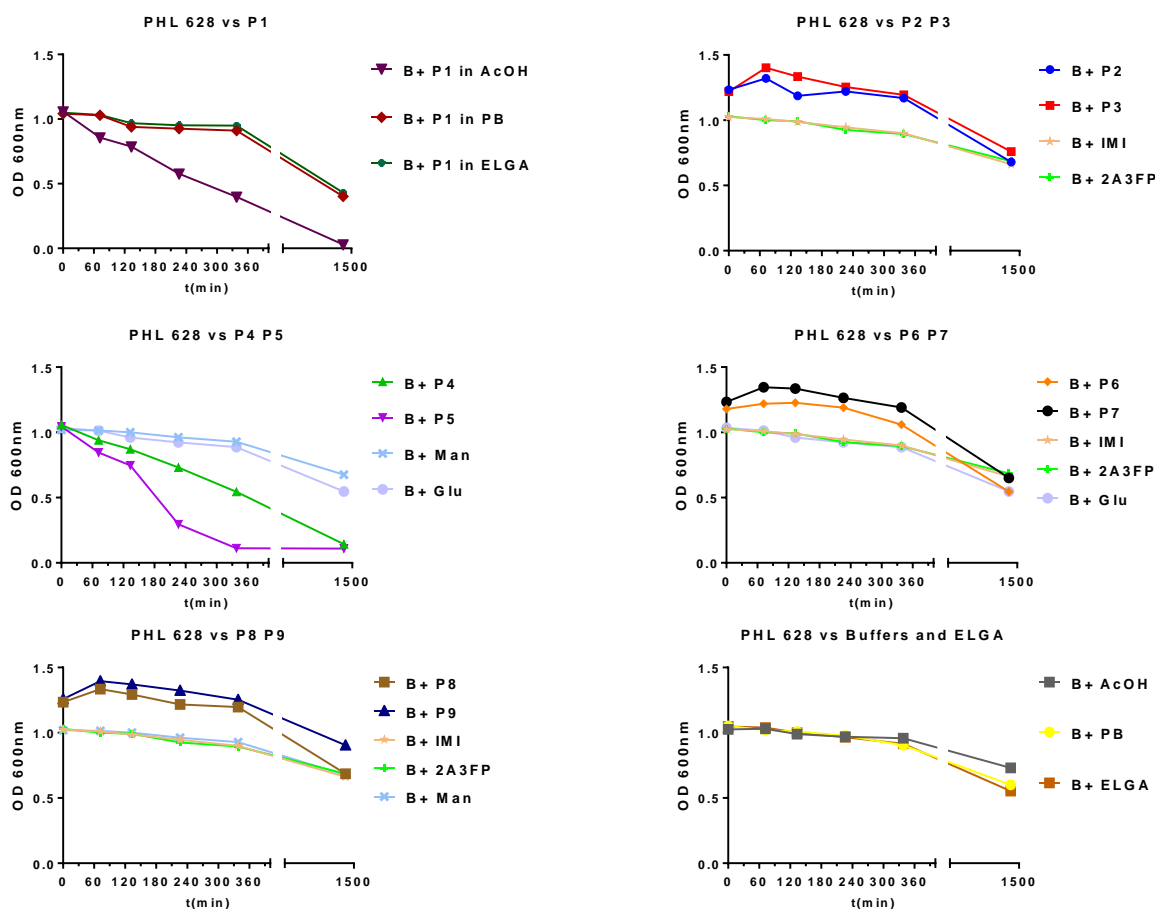 PHL 628 vs P1
OD 600nm
1.5
1.0
0.5
0.0
0 60 120 180 240 300 360 1500
t(min)
B+ P1 in AcOH
B+ P1 in PB
B+ P1 in ELGA
PHL 628 vs P2 P3
OD 600nm
1.5
1.0
0.5
0.0
0 60 120 180 240 300 360 1500
t(min)
B+ P2
B+ P3
B+ IMI
B+ 2A3FP
PHL 628 vs P4 P5
OD 600nm
1.5
1.0
0.5
0.0
0 60 120 180 240 300 360 1500
t(min)
B+ P4
B+ P5
B+ Man
B+ Glu
PHL 628 vs P6 P7
OD 600nm
1.5
1.0
0.5
0.0
0 60 120 180 240 300 360 1500
t(min)
B+ P6
B+ P7
B+ IMI
B+ 2A3FP
B+ Glu
PHL 628 vs P8 P9
OD 600nm
1.5
1.0
0.5
0.0
0 60 120 180 240 300 360 1500
t(min)
B+ P8
B+ P9
B+ IMI
B+ 2A3FP
B+ Man
PHL 628 vs Buffers and ELGA
OD 600nm
1.5
1.0
0.5
0.0
0 60 120 180 240 300 360 1500
t(min)
B+ AcOH
B+ PB
B+ ELGA